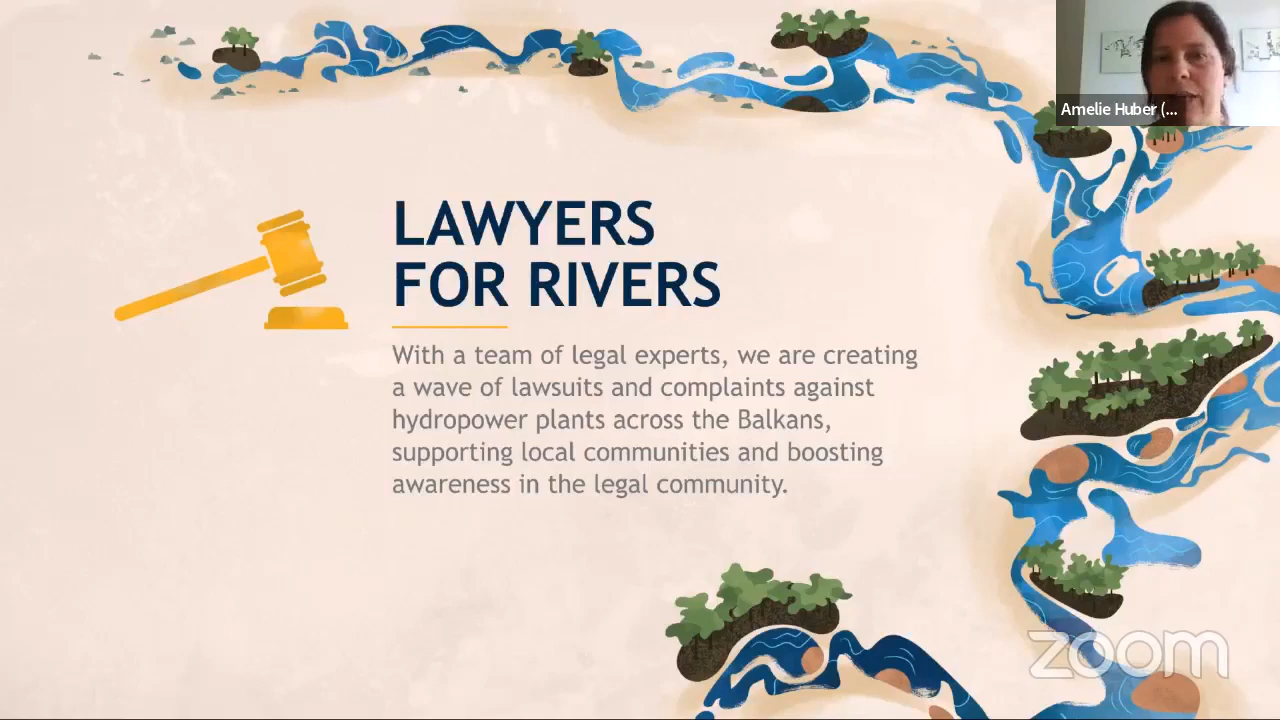 Amelie Huber (...
LAWYERS
FOR RIVERS
With a team of legal experts, we are creating
a wave of lawsuits and complaints against
hydropower plants across the Balkans,
supporting local communities and boosting
awareness in the legal community.
zoom